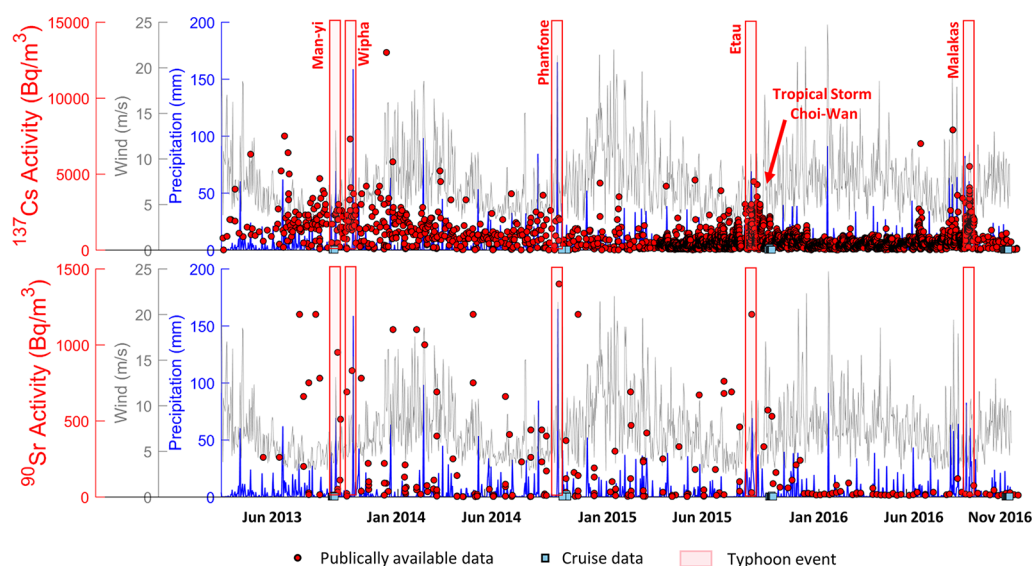 137Cs Activity (Bq/m3)
Wind (m/s)
Precipitation (mm)
15000
10000
5000
0
25
20
15
10
5
0
200
150
100
50
0
Man-yi
Wipha
Phanfone
Etau
Tropical Storm
Choi-Wan
Malakas
90Sr Activity (Bq/m3)
Wind (m/s)
Precipitation (mm)
1500
1000
500
0
25
20
15
10
5
0
200
150
100
50
0
Jun 2013
Jan 2014
Jun 2014
Jan 2015
Jun 2015
Jan 2016
Jun 2016
Nov 2016
Publically available data
Cruise data
Typhoon event